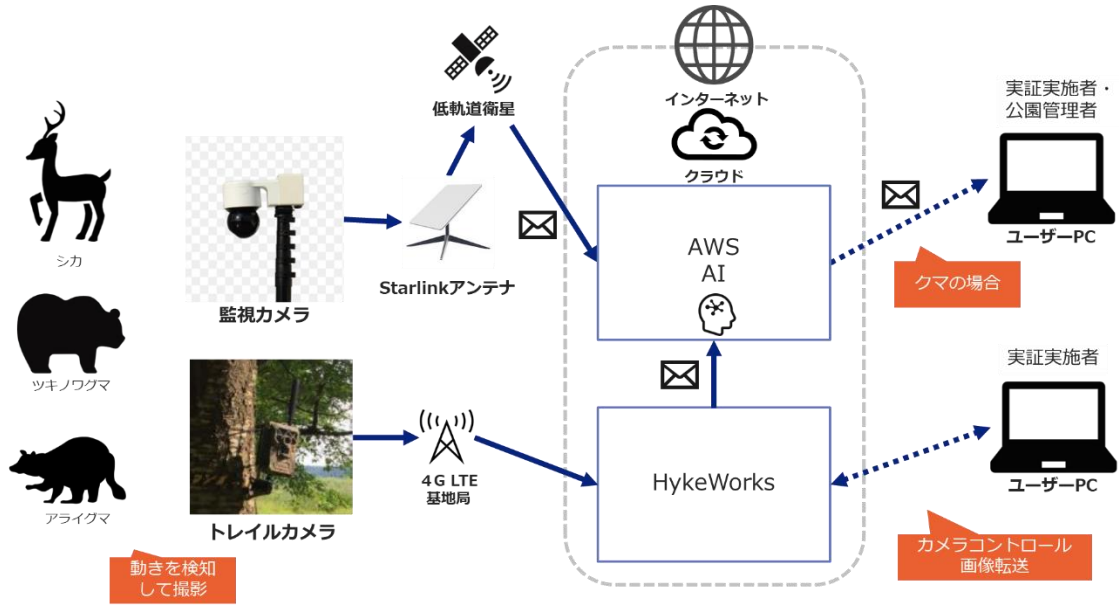 シカ
ツキノワグマ
アライグマ
動きを検知
して撮影
監視カメラ
トレイルカメラ
低軌道衛星
Starlinkアンテナ
4G LTE
基地局
インターネット
クラウド
AWS
AI
HykeWorks
実証実施者・
公園管理者
ユーザーPC
クマの場合
実証実施者
ユーザーPC
カメラコントロール
画像転送